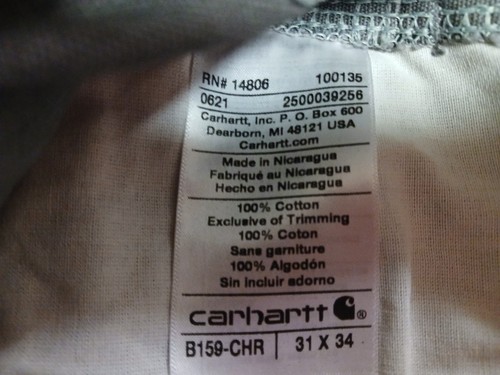 RN# 14806 100135
0621 2500039256
Carhartt, Inc. P. O. Box 600
Dearborn, MI 48121 USA
Carhartt.com
Made in Nicaragua
Fabriqué au Nicaragua
Hecho en Nicaragua
100% Cotton
Exclusive of Trimming
100% Coton
Sans garniture
100% Algodón
Sin incluir adorno
carhartt ®
B159-CHR 31 X 34